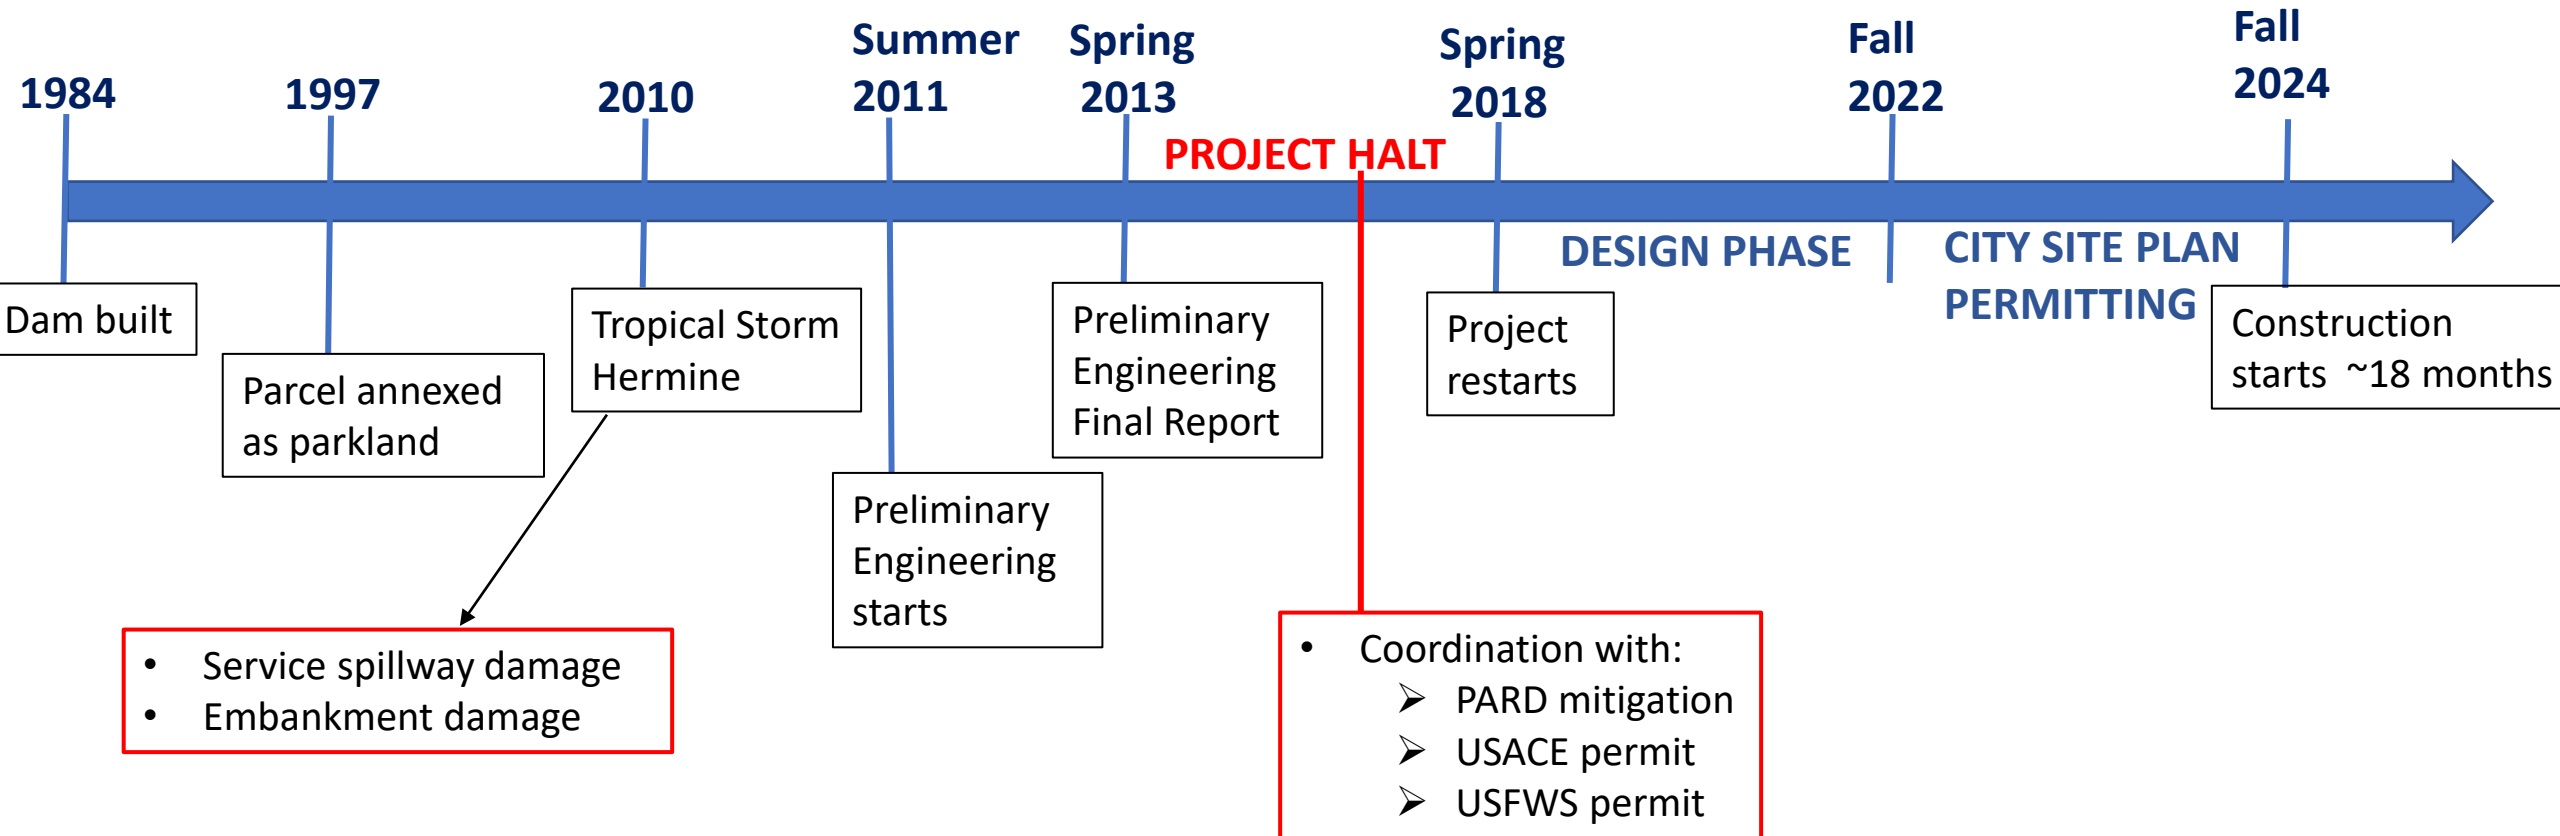 1984
1997
2010
Summer
2011
Spring
2013
Spring
2018
Fall
2022
Fall
2024
PROJECT HALT
DESIGN PHASE
CITY SITE PLAN
PERMITTING
Dam built
Parcel annexed
as parkland
Tropical Storm
Hermine
Preliminary
Engineering
starts
Preliminary
Engineering
Final Report
Project
restarts
Construction
starts ~18 months
• Service spillway damage
• Embankment damage
• Coordination with:
➢ PARD mitigation
➢ USACE permit
➢ USFWS permit